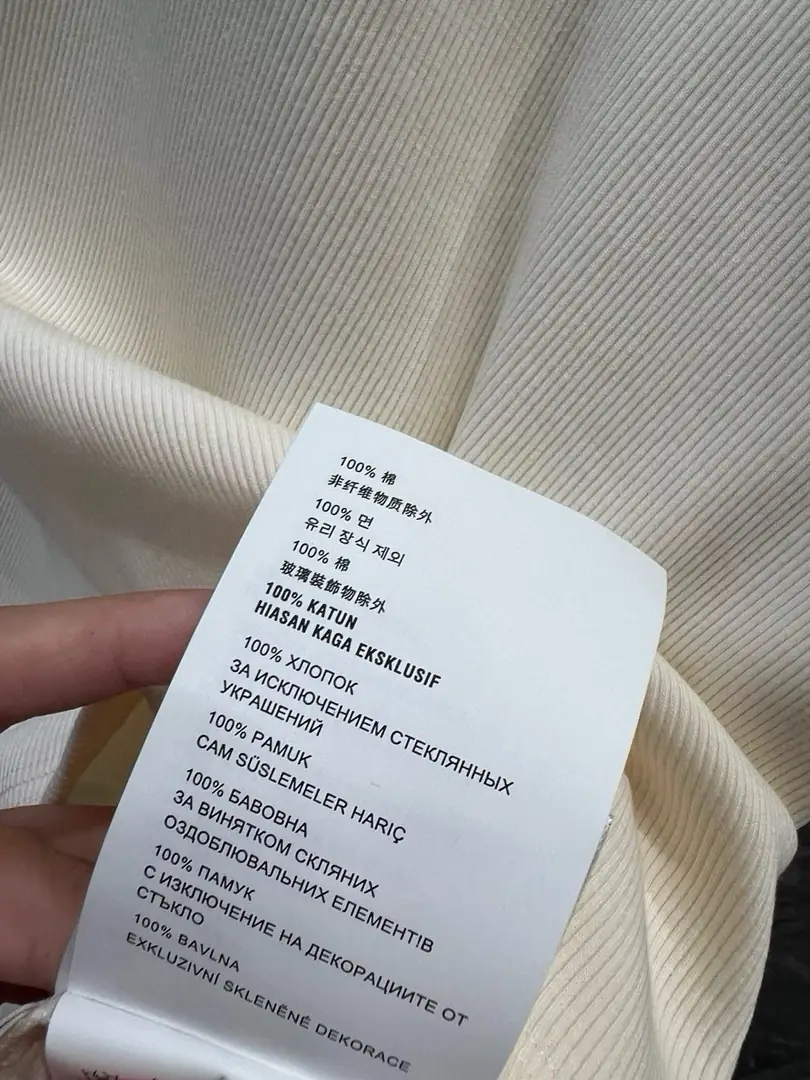 100% 棉
非纤维物质除外
100% 면
유리 장식 제외
100% 棉
玻璃裝飾物除外
100% KATUN
HIASAN KAGA EKSKLUSIF
100% ХЛОПОК
ЗА ИСКЛЮЧЕНИЕМ СТЕКЛЯННЫХ
УКРАШЕНИЙ
100% PAMUK
CAM SÜSLEMELER HARIÇ
100% БАВОВНА
ЗА ВИНЯТКОМ СКЛЯНИХ
ОЗДОБЛЮВАЛЬНИХ ЕЛЕМЕНТІВ
100% ПАМУК
С ИЗКЛЮЧЕНИЕ НА ДЕКОРАЦИИТЕ ОТ
СТЪКЛО
100% BAVLNA
EXKLUZIVNÍ SKLENĚNÉ DEKORACE